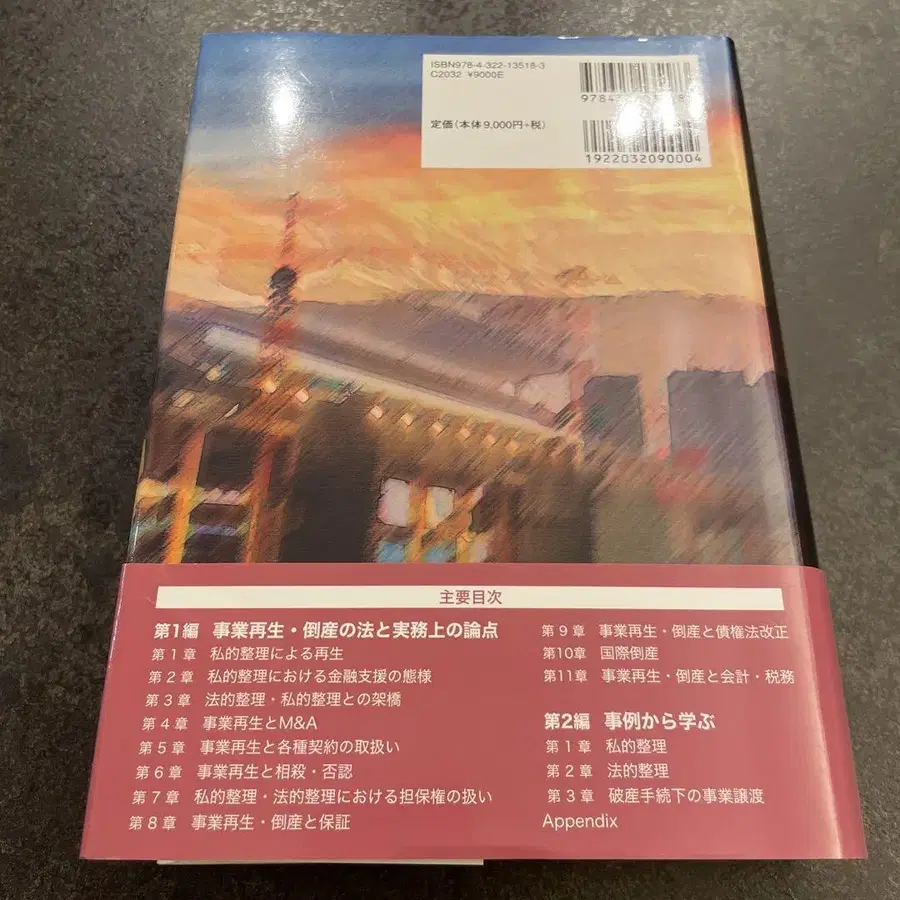 ISBN978-4-322-13518-3
C2032 ¥9000E
定価(本体9,000円+税)
1922032090004
主要目次
第1編 事業再生・倒産の法と実務上の論点
第1章 私的整理による再生
第2章 私的整理における金融支援の態様
第3章 法的整理・私的整理との架橋
第4章 事業再生とM&A
第5章 事業再生と各種契約の取扱い
第6章 事業再生と相殺・否認
第7章 私的整理・法的整理における担保権の扱い
第8章 事業再生・倒産と保証
第9章 事業再生・倒産と債権法改正
第10章 国際倒産
第11章 事業再生・倒産と会計・税務
第2編 事例から学ぶ
第1章 私的整理
第2章 法的整理
第3章 破産手続下の事業譲渡
Appendix